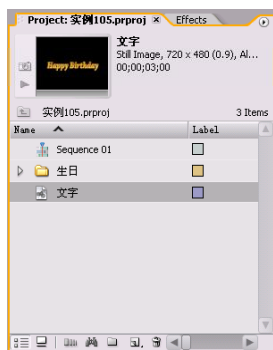 Project: 实例105.prproj × Effects
文字
Still Image, 720 x 480 (0.9), Al...
00;00;03;00
Happy Birthday
实例105.prproj 3 Items
Name Label
Sequence 01
生日
文字